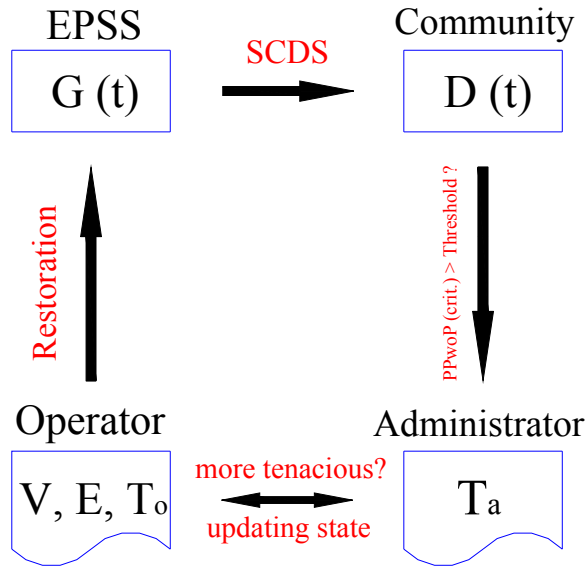 EPSS
Community
SCDS
G (t)
D (t)
Restoration
PPwoP (crit.) > Threshold ?
Operator
Administrator
more tenacious?
V, E, To
Ta
updating state